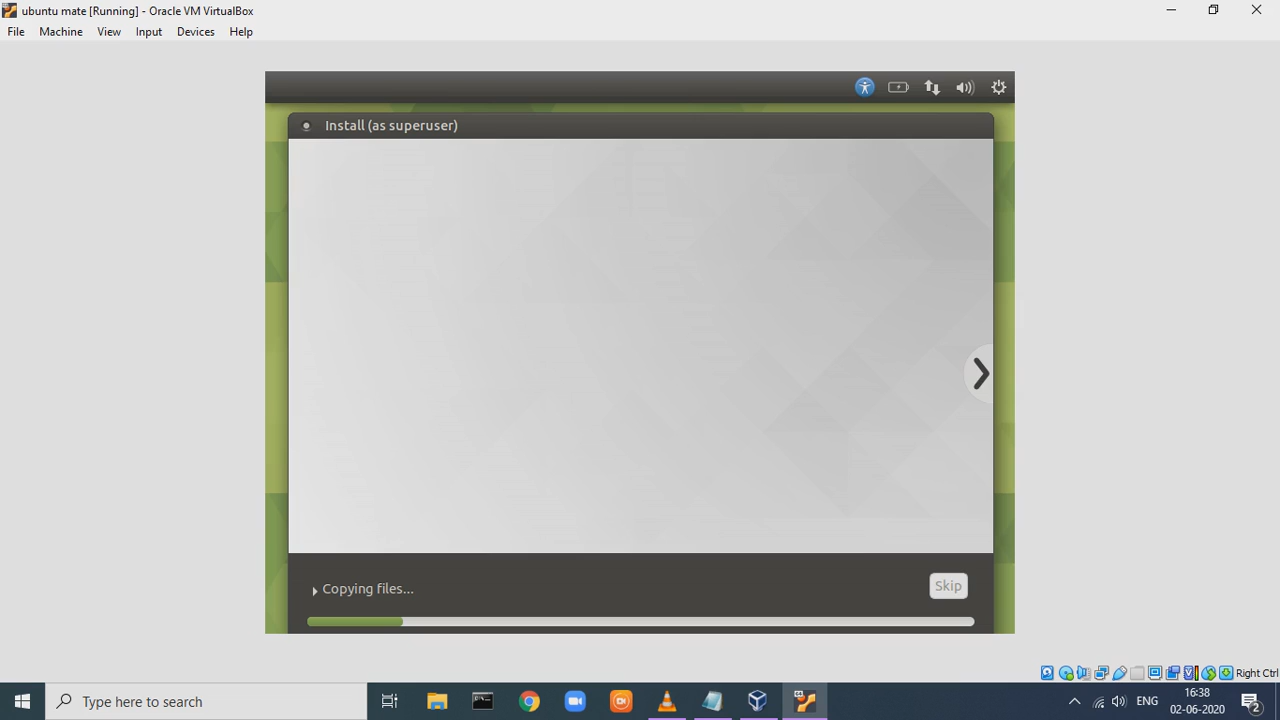 ubuntu mate [Running] - Oracle VM VirtualBox
File Machine View Input Devices Help
Install (as superuser)
Copying files...
Skip
Right Ctrl
Type here to search
ENG
16:38
02-06-2020
2